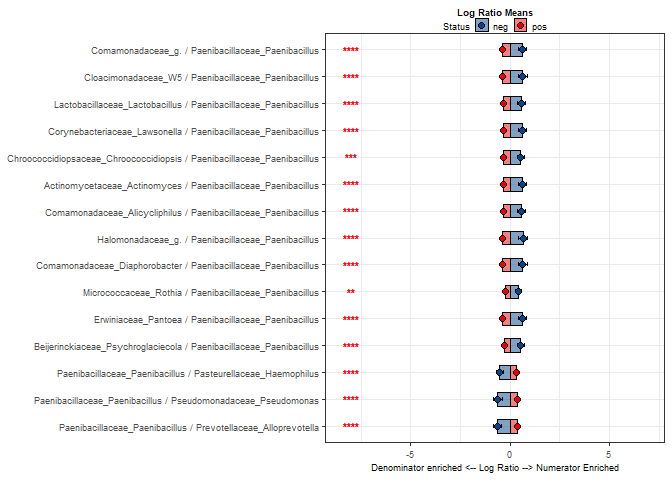 Log Ratio Means
Status neg pos
Comamonadaceae_g. / Paenibacillaceae_Paenibacillus ****
Cloacimonadaceae_W5 / Paenibacillaceae_Paenibacillus ****
Lactobacillaceae_Lactobacillus / Paenibacillaceae_Paenibacillus ****
Corynebacteriaceae_Lawsonella / Paenibacillaceae_Paenibacillus ****
Chroococcidiopsaceae_Chroococcidiopsis / Paenibacillaceae_Paenibacillus ***
Actinomycetaceae_Actinomyces / Paenibacillaceae_Paenibacillus ****
Comamonadaceae_Alicycliphilus / Paenibacillaceae_Paenibacillus ****
Halomonadaceae_g. / Paenibacillaceae_Paenibacillus ****
Comamonadaceae_Diaphorobacter / Paenibacillaceae_Paenibacillus ****
Micrococcaceae_Rothia / Paenibacillaceae_Paenibacillus **
Erwiniaceae_Pantoea / Paenibacillaceae_Paenibacillus ****
Beijerinckiaceae_Psychroglaciecola / Paenibacillaceae_Paenibacillus ****
Paenibacillaceae_Paenibacillus / Pasteurellaceae_Haemophilus ****
Paenibacillaceae_Paenibacillus / Pseudomonadaceae_Pseudomonas ****
Paenibacillaceae_Paenibacillus / Prevotellaceae_Alloprevotella ****
-5 0 5
Denominator enriched <-- Log Ratio --> Numerator Enriched